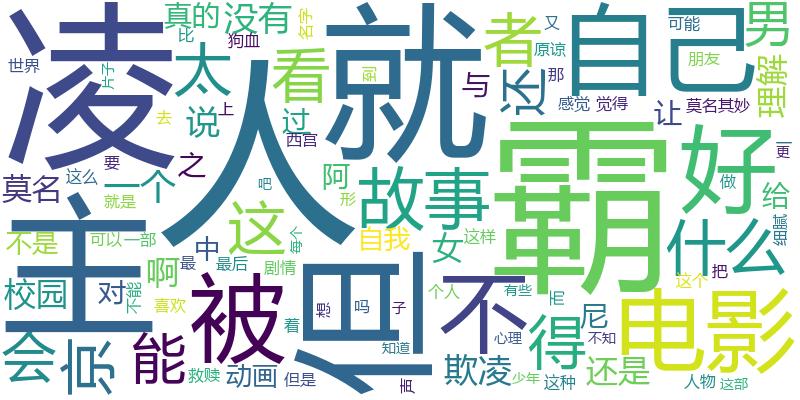 真的
没有
凌
就
者
自
己
男
比
狗血
名字
世界
片子
太
看
到
又
原谅
那
可能
朋友
理解
还
与
去
说
上
过
西宫
人
感觉
觉得
让
莫名其妙
要
之
霸
好
更
莫名
这么
一个
吧
阿
形
故事
做
给
就是
主
这
每个
自我
女
这样
什么
细腻
不是
可以
一部
啊
中
最
最后
剧情
但
被
不
个人
有些
而
这个
把
电影
校园
对
不能
喜欢
想
吗
子
得
尼
心理
不知
会
京
能
着
知道
救赎
动画
但是
声
欺凌
少年
这种
还是
人物
这部